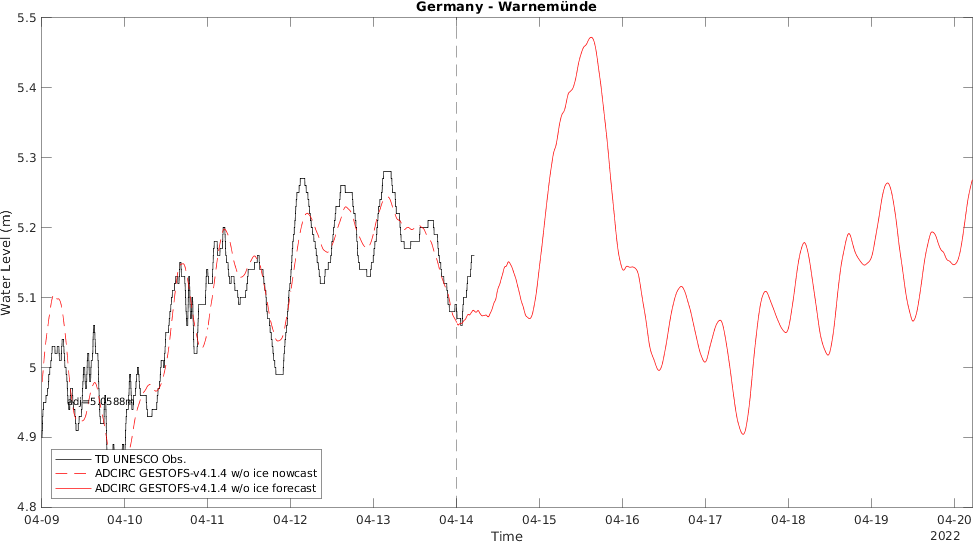 Germany - Warnemünde
5.5
5.4
5.3
5.2
5.1
5
4.9
4.8
Water Level (m)
adj=5.0588m
TD UNESCO Obs.
ADCIRC GESTOFS-v4.1.4 w/o ice nowcast
ADCIRC GESTOFS-v4.1.4 w/o ice forecast
04-09 04-10 04-11 04-12 04-13 04-14 04-15 04-16 04-17 04-18 04-19 04-20
Time
2022